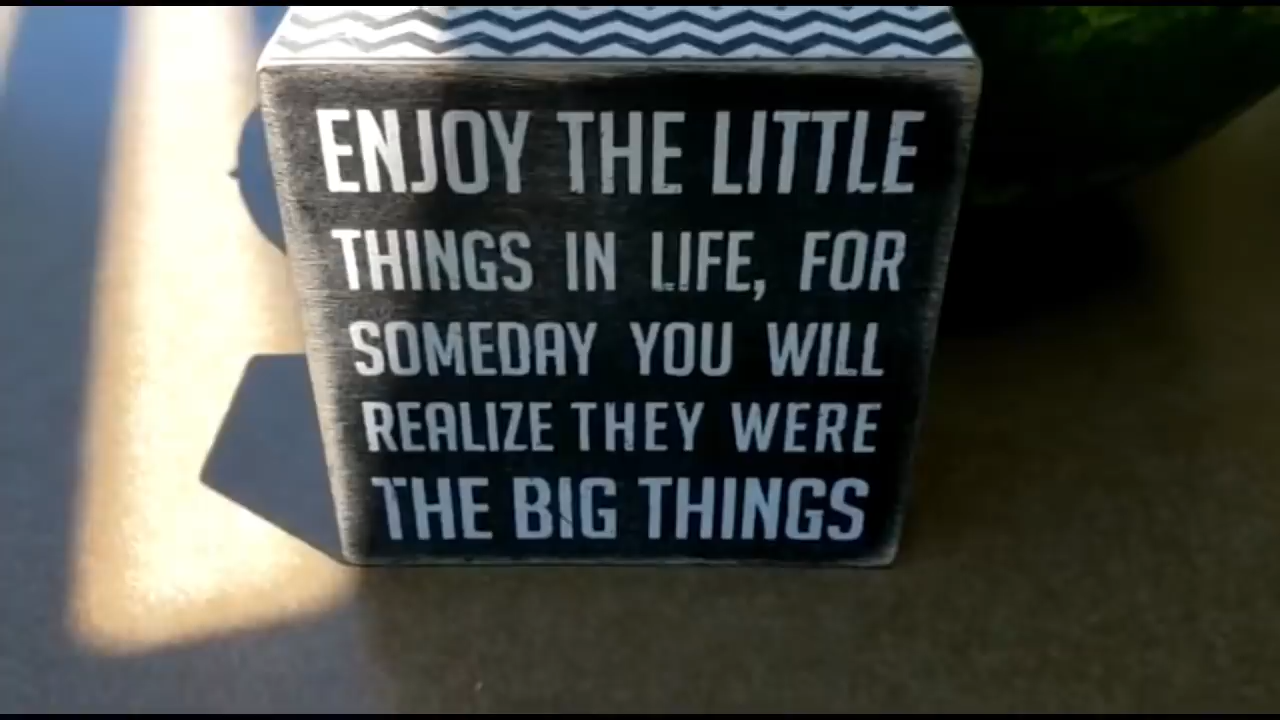 ENJOY THE LITTLE
THINGS IN LIFE, FOR
SOMEDAY YOU WILL
REALIZE THEY WERE
THE BIG THINGS